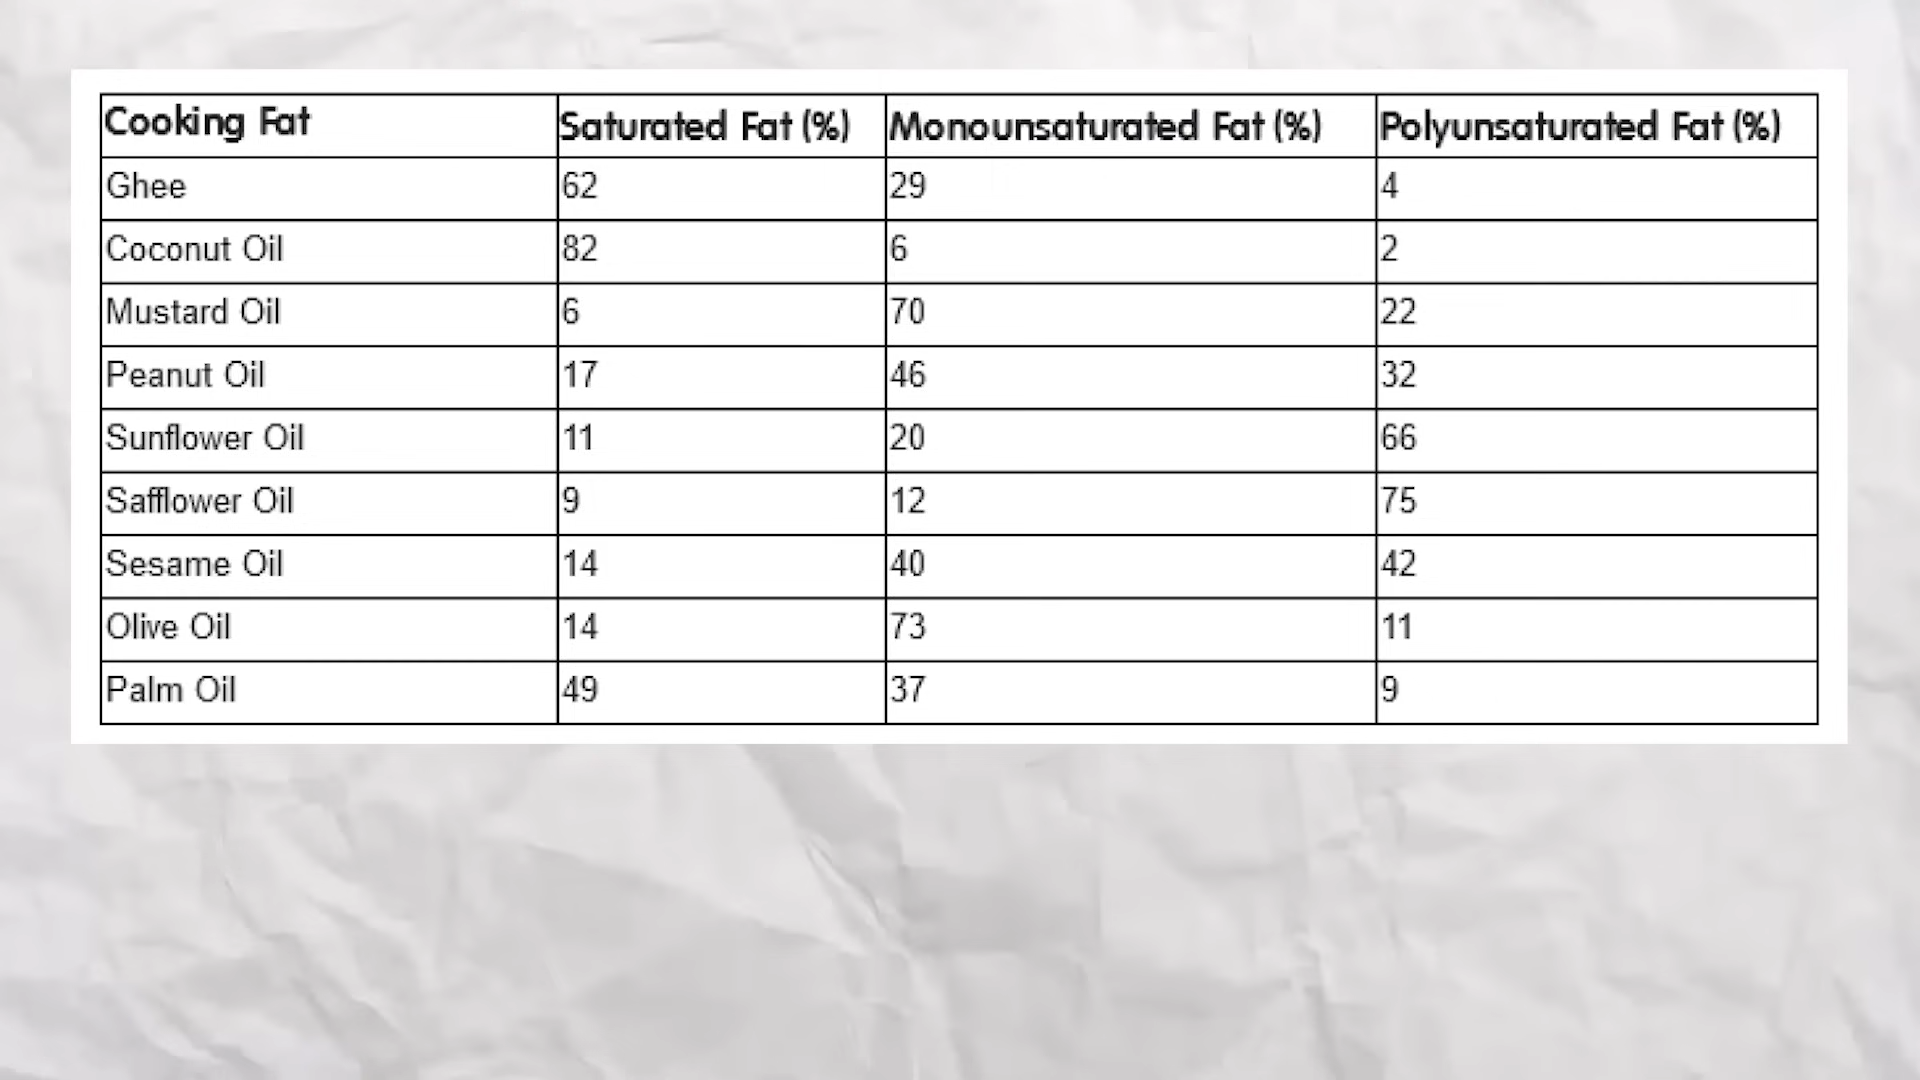 Cooking Fat Saturated Fat (%) Monounsaturated Fat (%) Polyunsaturated Fat (%)
Ghee 62 29 4
Coconut Oil 82 6 2
Mustard Oil 6 70 22
Peanut Oil 17 46 32
Sunflower Oil 11 20 66
Safflower Oil 9 12 75
Sesame Oil 14 40 42
Olive Oil 14 73 11
Palm Oil 49 37 9